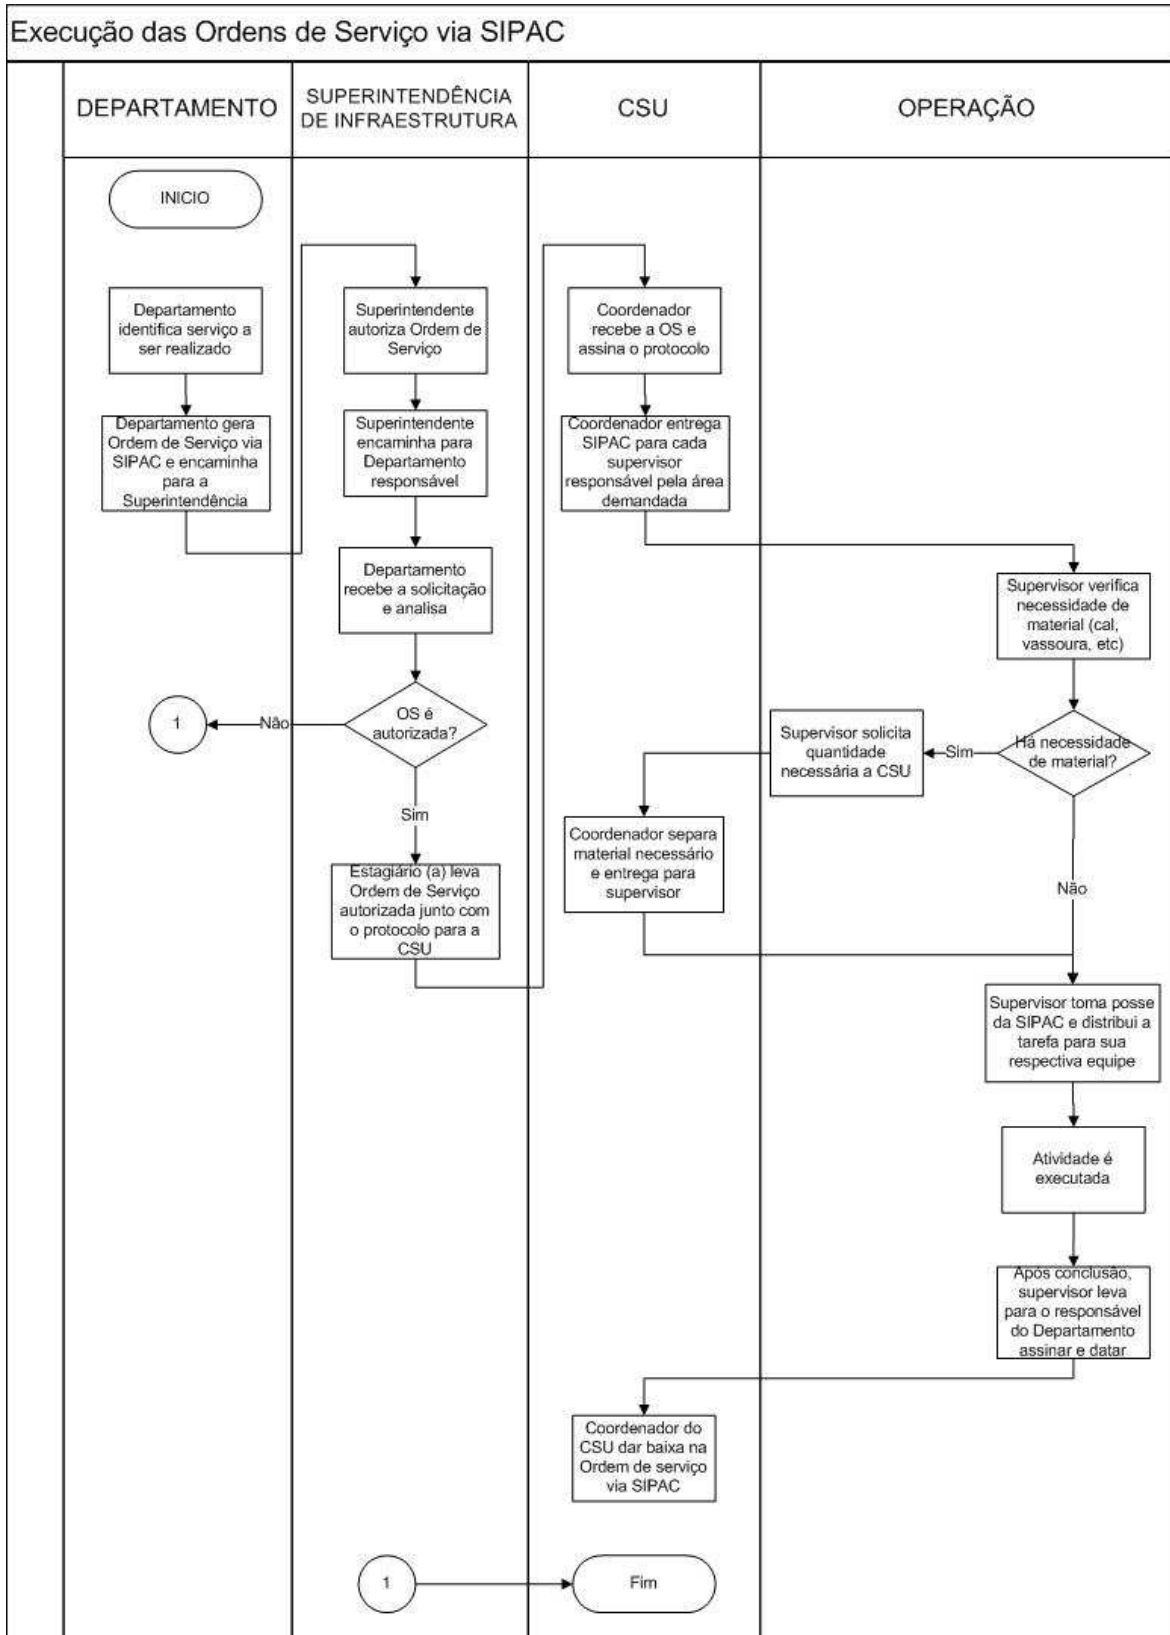 Execução das Ordens de Serviço via SIPAC
DEPARTAMENTO
SUPERINTENDÊNCIA
DE INFRAESTRUTURA
CSU
OPERAÇÃO
INICIO
Departamento
identifica serviço a
ser realizado
Departamento gera
Ordem de Serviço via
SIPAC e encaminha
para a
Superintendência
Superintendente
autoriza Ordem de
Serviço
Superintendente
encaminha para
Departamento
responsável
Departamento
recebe a solicitação
e analisa
OS é
autorizada?
Não
1
Sim
Estagiário (a) leva
Ordem de Serviço
autorizada junto com
o protocolo para a
CSU
Coordenador
recebe a OS e
assina o protocolo
Coordenador entrega
SIPAC para cada
supervisor
responsável pela área
demandada
Supervisor verifica
necessidade de
material (cal,
vassoura, etc)
Há necessidade
de material?
Sim
Supervisor solicita
quantidade
necessária a CSU
Coordenador separa
material necessário
e entrega para
supervisor
Não
Supervisor toma posse
da SIPAC e distribui a
tarefa para sua
respectiva equipe
Atividade é
executada
Após conclusão,
supervisor leva
para o responsável
do Departamento
assinar e datar
Coordenador do
CSU dar baixa na
Ordem de serviço
via SIPAC
1
Fim